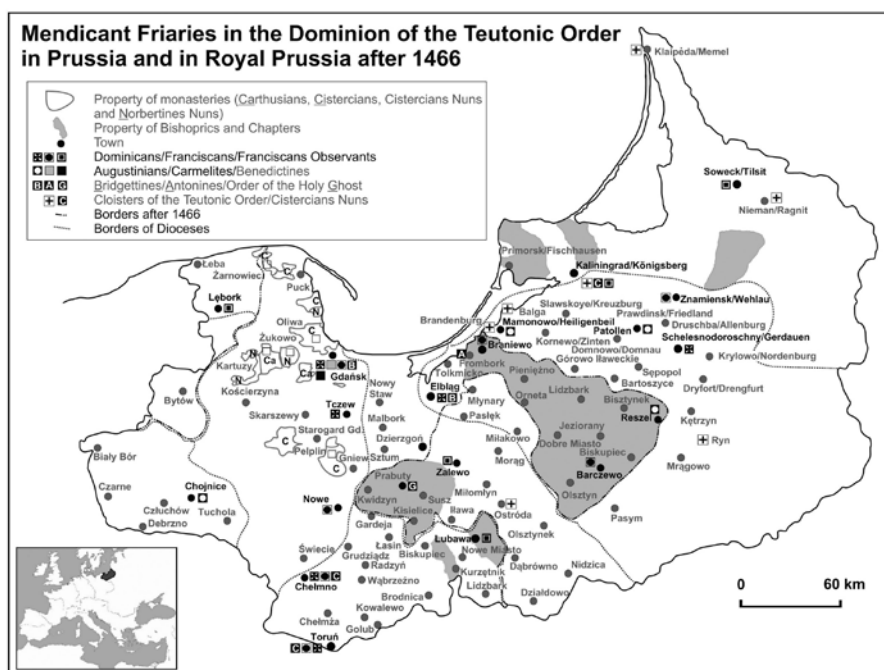 Mendicant Friaries in the Dominion of the Teutonic Order
in Prussia and in Royal Prussia after 1466
Property of monasteries (Carthusians, Cistercians, Cistercians Nuns
and Norbertines Nuns)
Property of Bishoprics and Chapters
Town
Dominicans/Franciscans/Franciscans Observants
Augustinians/Carmelites/Benedictines
B A G Bridgettines/Antonines/Order of the Holy Ghost
C Cloisters of the Teutonic Order/Cistercians Nuns
Borders after 1466
Borders of Dioceses
Klaipėda/Memel
Soweck/Tilsit
Nieman/Ragnit
Primorsk/Fischhausen
Kaliningrad/Königsberg
C
Łeba
Żarnowiec
C
Puck
Lębork
C
N
Oliwa
C
Żukowo
N
Kartuzy
Ca
N
Ca
B
Gdańsk
Kościerzyna
Bytów
Skarszewy
Tczew
Nowy
Staw
Starogard Gd.
Malbork
Pelplin
C
C
Gniew
Sztum
Dzierzgoń
Brandenburg
Balga
Slawskoye/Kreuzburg
Znamiensk/Wehlau
Mamonowo/Heiligenbeil
Patollen
Prawdinsk/Friedland
Druschba/Allenburg
Kornewo/Zinten
Domnowo/Domnau
Schelesnodoroschny/Gerdauen
Braniewo
A
Frombork
Tolkmicko
Górowo Iławeckie
Sępopol
Krylowo/Nordenburg
Pieniężno
Bartoszyce
Dryfort/Drengfurt
Elbląg
B
Młynary
Orneta
Lidzbark
Bisztynek
Pasłęk
Reszel
Kętrzyn
Jeziorany
Dobre Miasto
Ryn
Miłakowo
Biskupiec
Mrągowo
Morąg
Barczewo
Olsztyn
Zalewo
Biały Bór
Czarne
Chojnice
Człuchów
Debrzno
Tuchola
Nowe
Prabuty
G
Kwidzyn
Susz
Kisielice
Miłomłyn
Iława
Ostróda
Pasym
Gardeja
Olsztynek
Łasin
Lubawa
Świecie
Grudziądz
Biskupiec
Nowe Miasto
Dąbrówno
Nidzica
Radzyń
Kurzętnik
Chełmno
C
Wąbrzeźno
Lidzbark
Brodnica
Działdowo
Chełmża
Kowalewo
Golub
C
Toruń
0 60 km